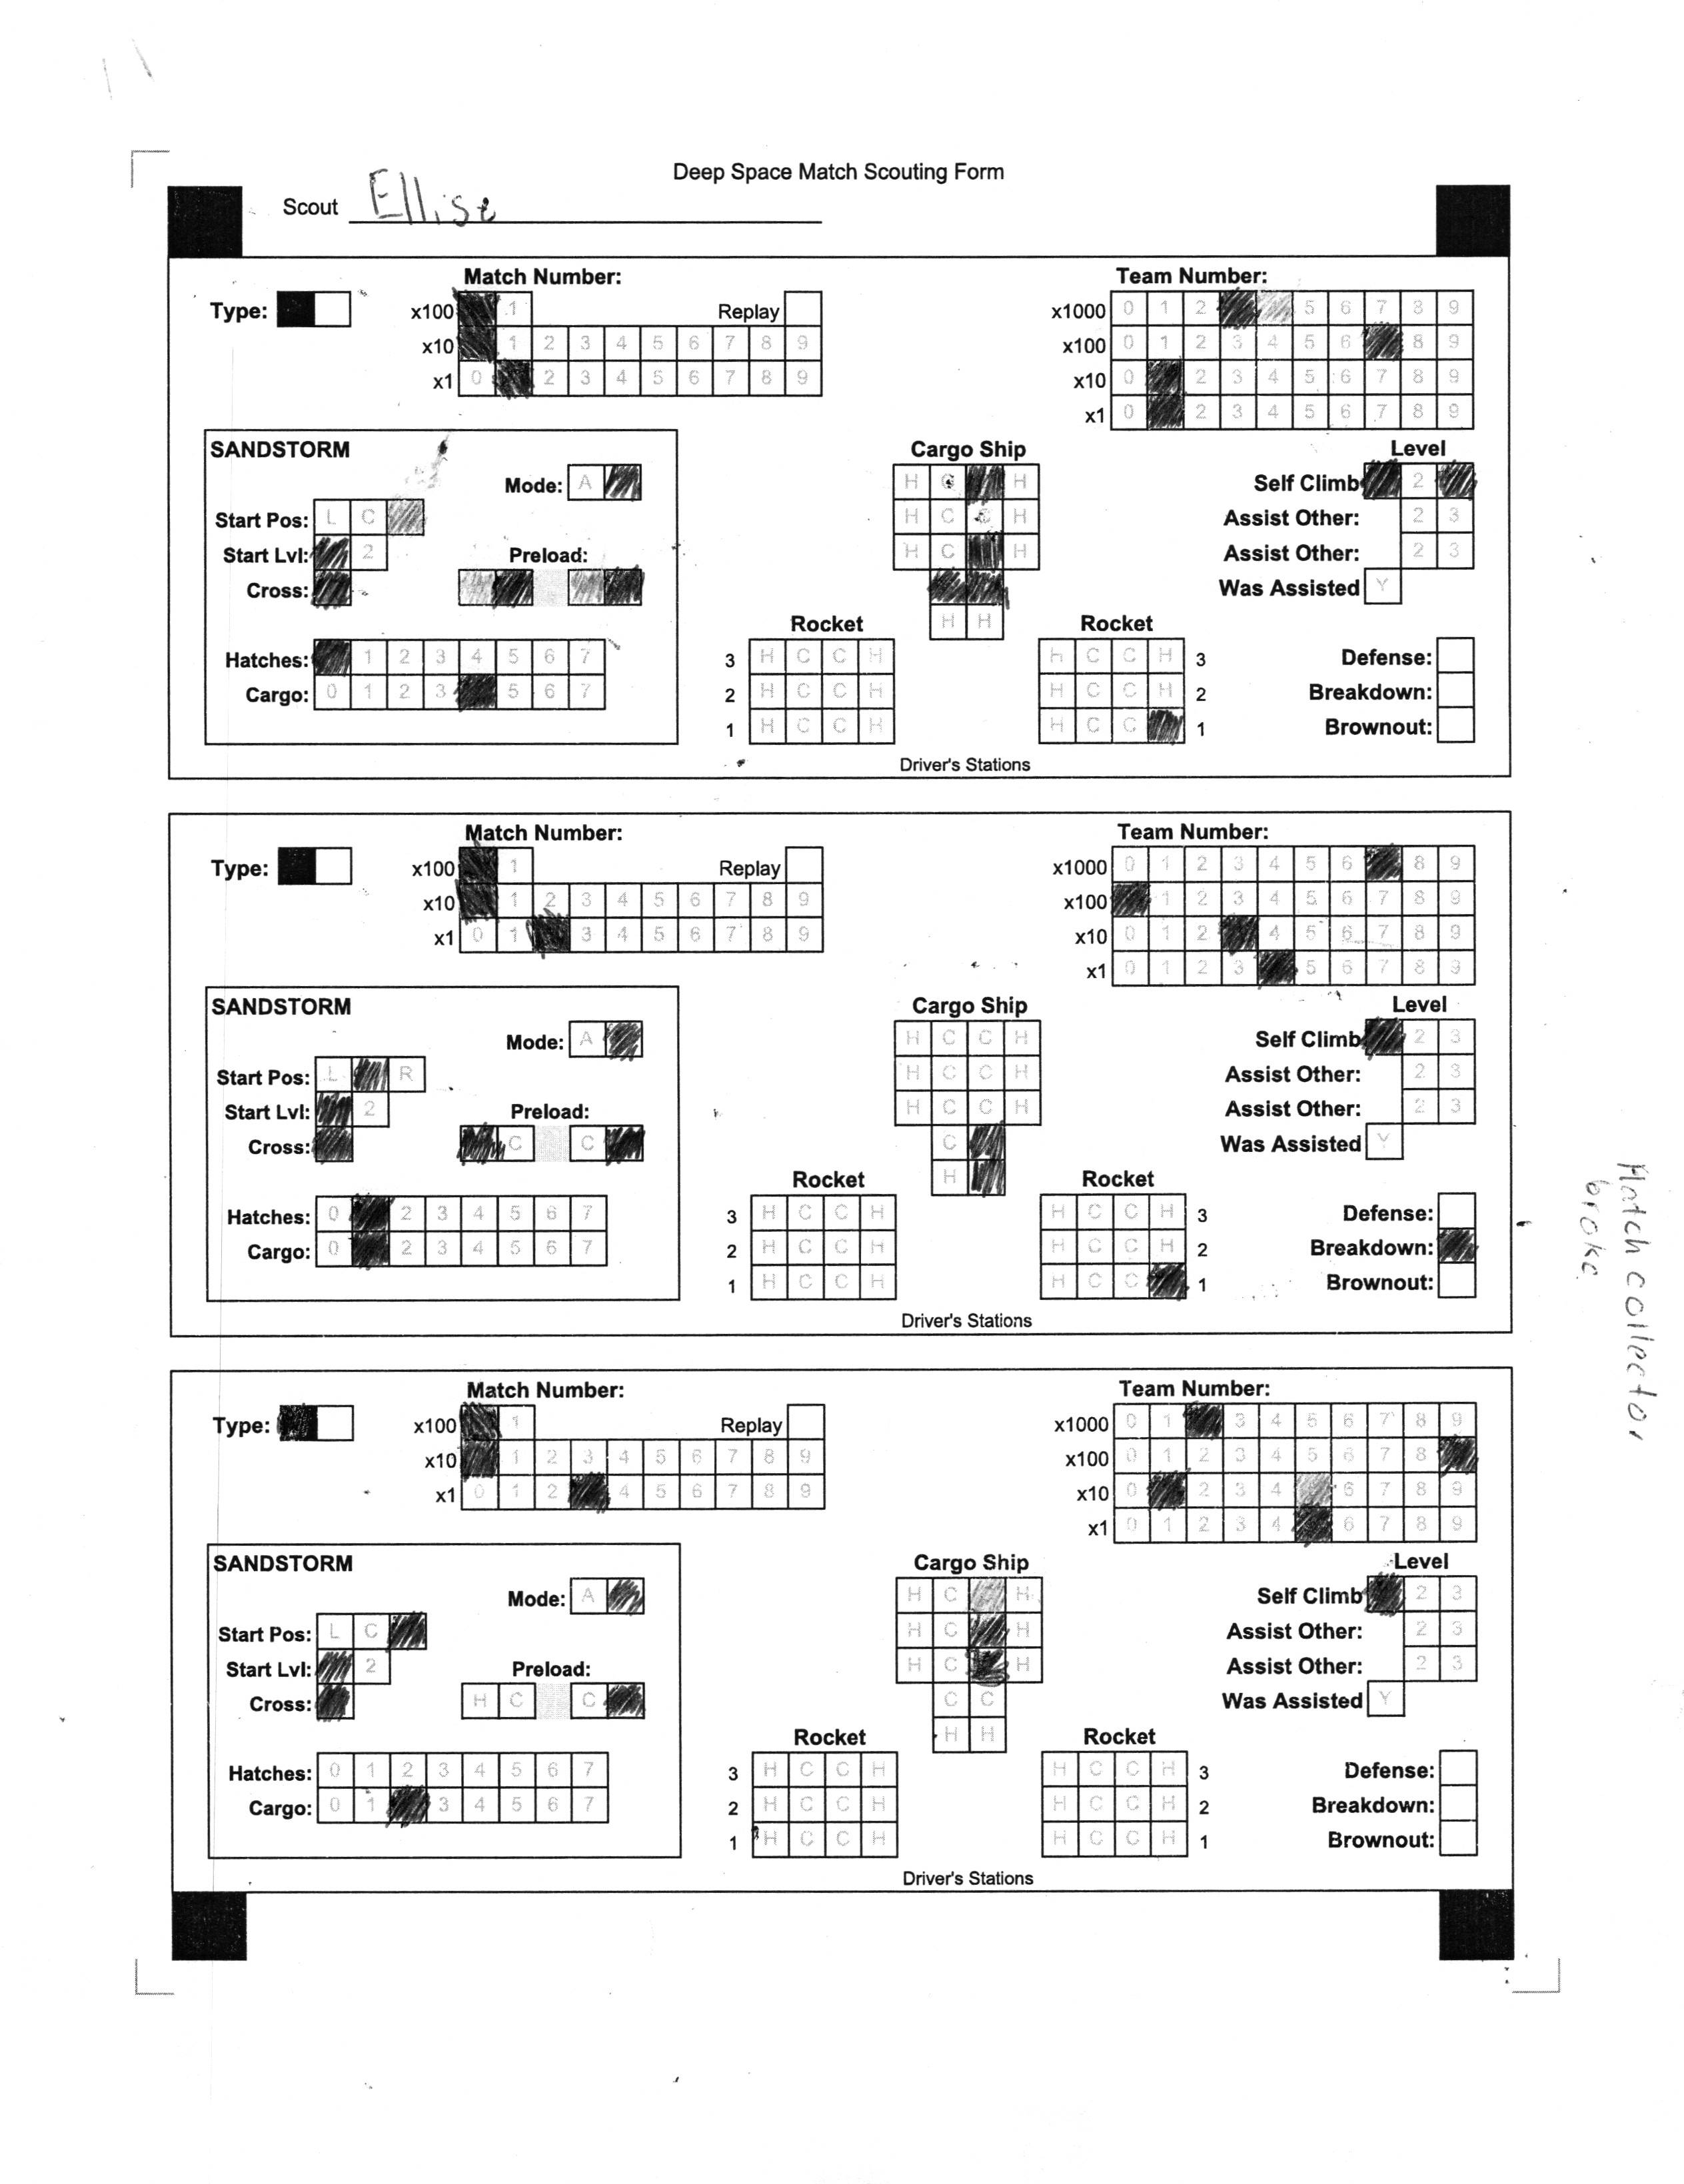 Deep Space Match Scouting Form
Scout Ellise
Match Number: Team Number:
Type: x100 1 Replay x1000 0 1 2 5 6 7 8 9
x10 1 2 3 4 5 6 7 8 9 x100 0 1 2 3 4 5 6 8 9
x1 0 2 3 4 5 6 7 8 9 x10 0 2 3 4 5 6 7 8 9
x1 0 2 3 4 5 6 7 8 9
SANDSTORM Cargo Ship Level
Mode: A H C H Self Climb 2
Start Pos: L C H C C H Assist Other: 2 3
Start Lvl: 2 Preload: H C H Assist Other: 2 3
Cross: Was Assisted Y
Rocket H H Rocket
Hatches: 1 2 3 4 5 6 7 3 H C C H H C C H 3 Defense:
Cargo: 0 1 2 3 5 6 7 2 H C C H H C C H 2 Breakdown:
1 H C C H H C C 1 Brownout:
Driver's Stations
Match Number: Team Number:
Type: x100 1 Replay x1000 0 1 2 3 4 5 6 8 9
x10 1 2 3 4 5 6 7 8 9 x100 1 2 3 4 5 6 7 8 9
x1 0 1 3 4 5 6 7 8 9 x10 0 1 2 4 5 6 7 8 9
x1 0 1 2 3 5 6 7 8 9
SANDSTORM Cargo Ship Level
Mode: A H C C H Self Climb 2 3
Start Pos: L R H C C H Assist Other: 2 3
Start Lvl: 2 Preload: H C C H Assist Other: 2 3
Cross: C C C Was Assisted Y
Rocket H Rocket
Hatches: 0 2 3 4 5 6 7 3 H C C H H C C H 3 Defense:
Cargo: 0 2 3 4 5 6 7 2 H C C H H C C H 2 Breakdown:
1 H C C H H C C 1 Brownout:
Driver's Stations
Hatch collector
broke
Match Number: Team Number:
Type: x100 1 Replay x1000 0 1 3 4 5 6 7 8 9
x10 1 2 3 4 5 6 7 8 9 x100 0 1 2 3 4 5 6 7 8
x1 0 1 2 4 5 6 7 8 9 x10 0 2 3 4 6 7 8 9
x1 0 1 2 3 4 6 7 8 9
SANDSTORM Cargo Ship Level
Mode: A H C H Self Climb 2 3
Start Pos: L C H C H Assist Other: 2 3
Start Lvl: 2 Preload: H C H Assist Other: 2 3
Cross: H C C C C Was Assisted Y
Rocket H H Rocket
Hatches: 0 1 2 3 4 5 6 7 3 H C C H H C C H 3 Defense:
Cargo: 0 1 3 4 5 6 7 2 H C C H H C C H 2 Breakdown:
1 H C C H H C C H 1 Brownout:
Driver's Stations